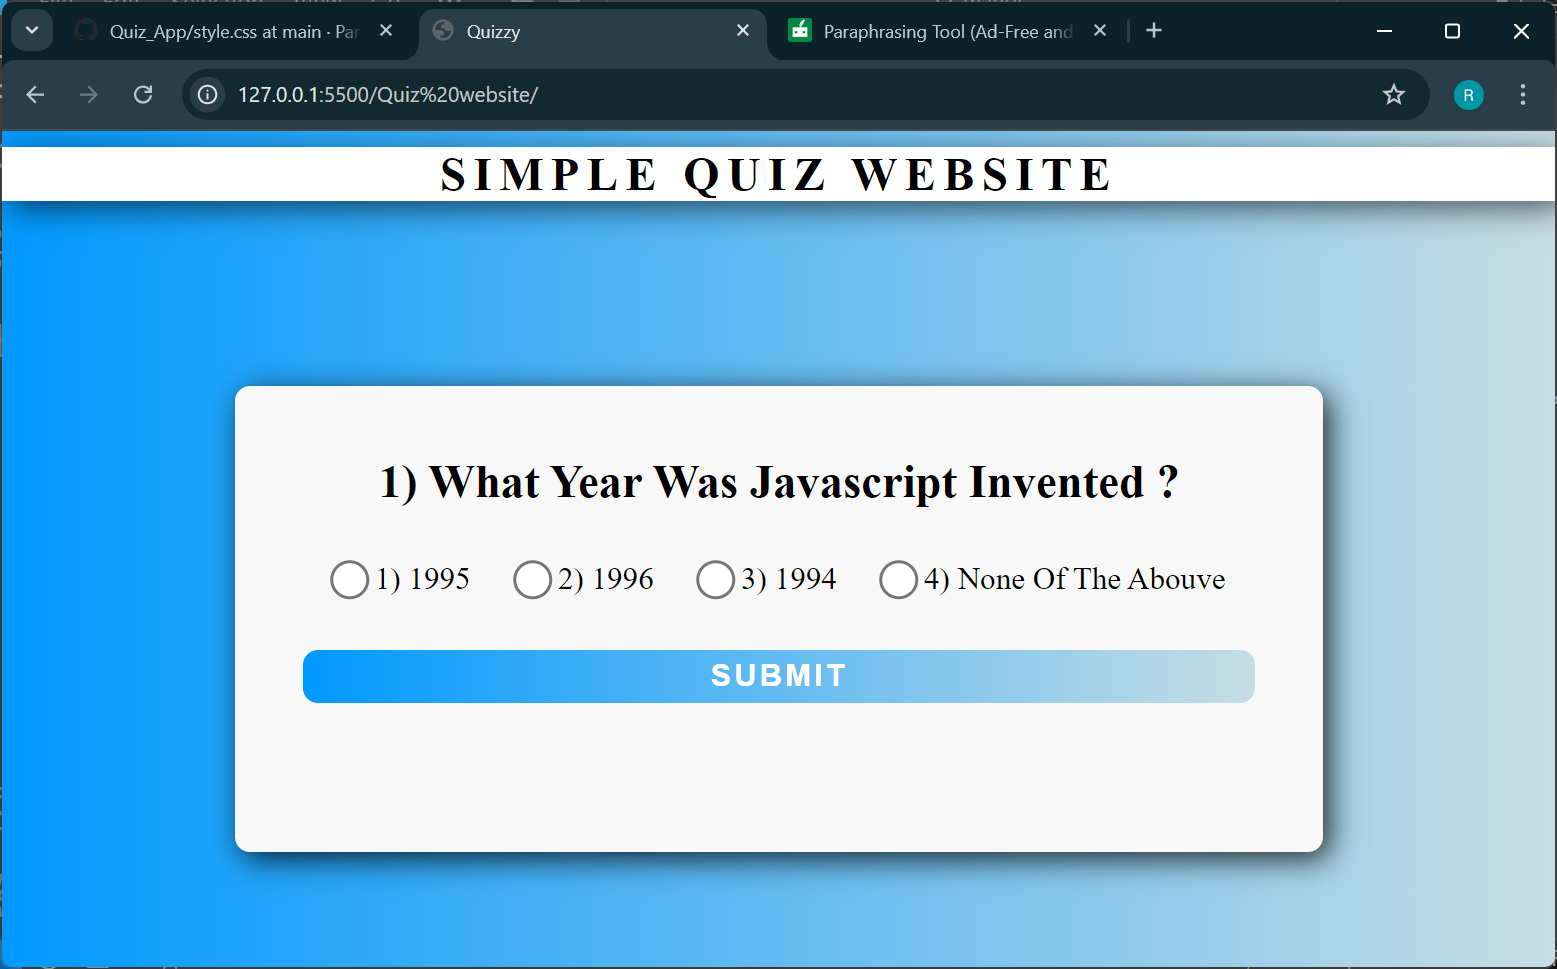 Quiz_App/style.css at main · Par
Quizzy
Paraphrasing Tool (Ad-Free and
127.0.0.1:5500/Quiz%20website/
R
SIMPLE QUIZ WEBSITE
1) What Year Was Javascript Invented ?
1) 1995 2) 1996 3) 1994 4) None Of The Abouve
SUBMIT